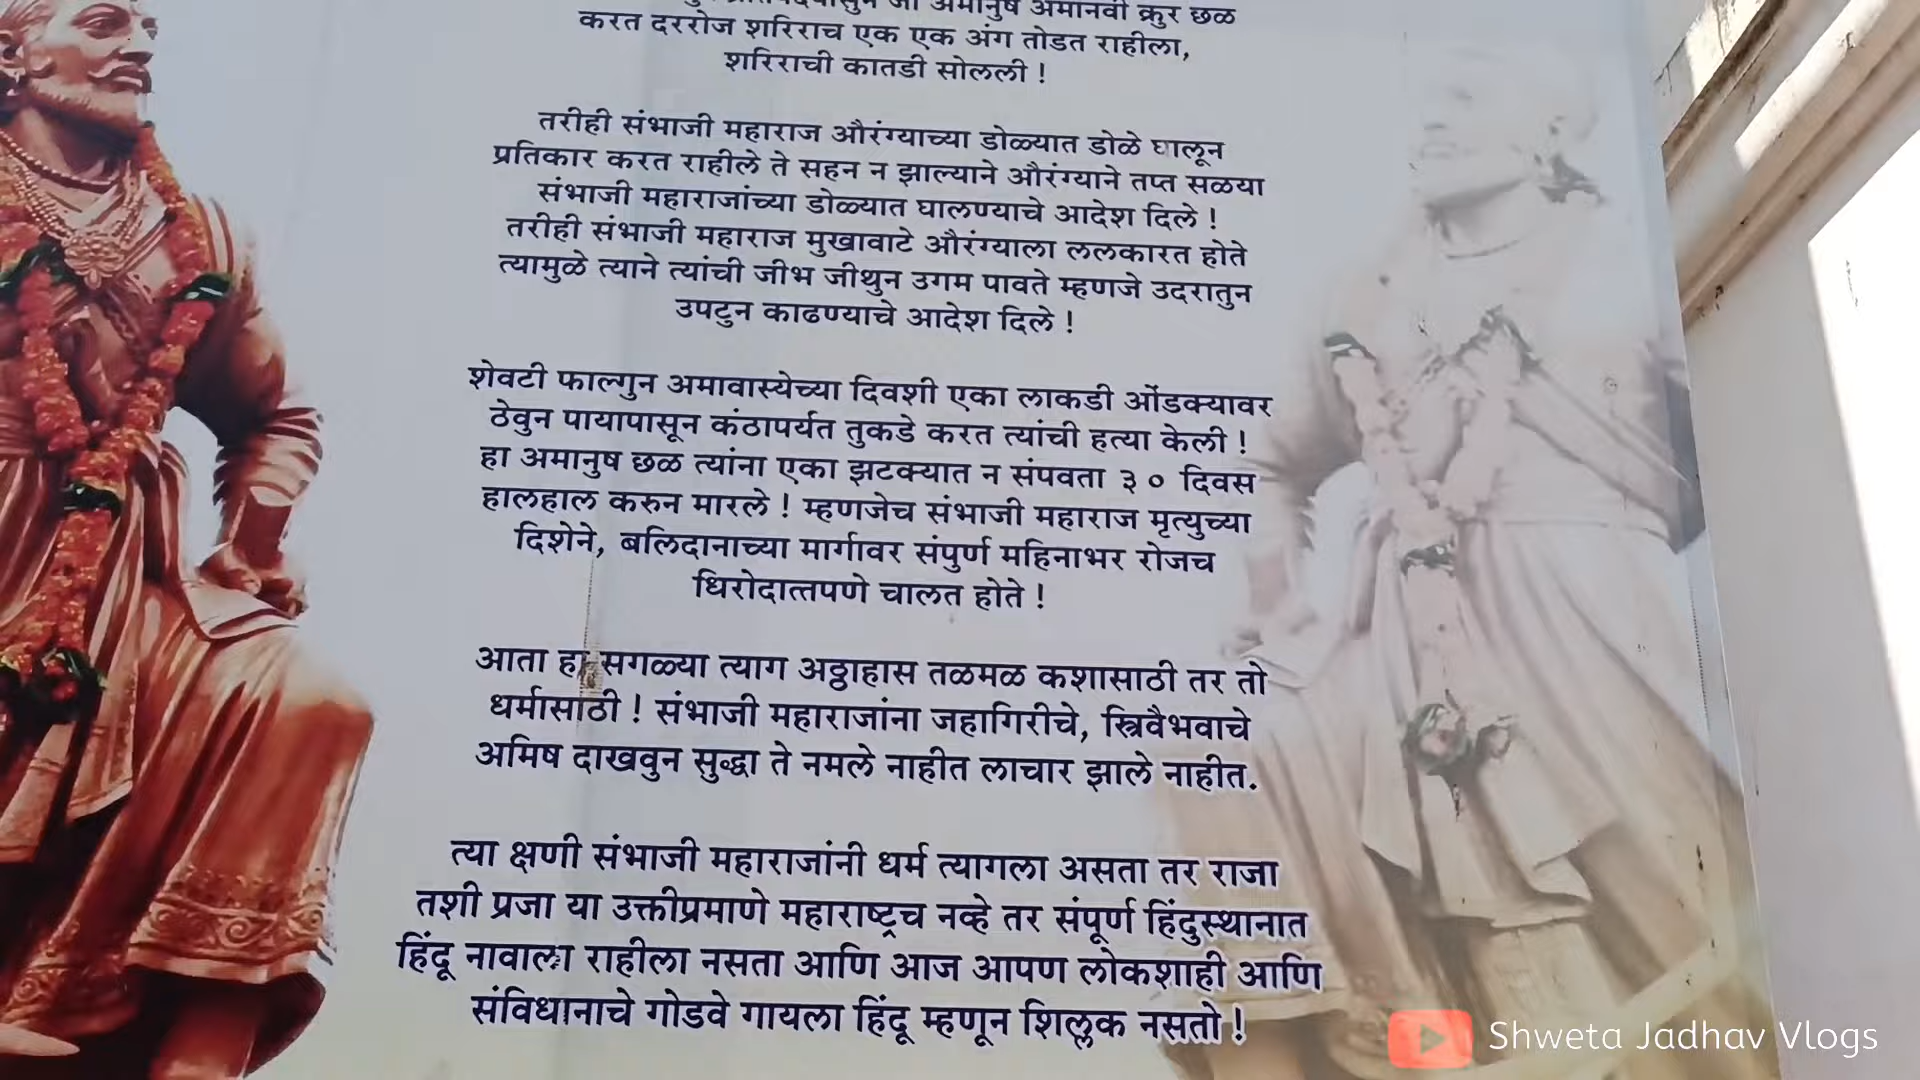 अमानुष अमानवी क्रुर छळ
करत दररोज शरिराच एक एक अंग तोडत राहीला,
शरिराची कातडी सोलली !
तरीही संभाजी महाराज औरंग्याच्या डोळ्यात डोळे घालून
प्रतिकार करत राहीले ते सहन न झाल्याने औरंग्याने तप्त सळया
संभाजी महाराजांच्या डोळ्यात घालण्याचे आदेश दिले !
तरीही संभाजी महाराज मुखावाटे औरंग्याला ललकारत होते
त्यामुळे त्याने त्यांची जीभ जीथुन उगम पावते म्हणजे उदरातुन
उपटुन काढण्याचे आदेश दिले !
शेवटी फाल्गुन अमावास्येच्या दिवशी एका लाकडी ओंडक्यावर
ठेवुन पायापासून कंठापर्यत तुकडे करत त्यांची हत्या केली !
हा अमानुष छळ त्यांना एका झटक्यात न संपवता ३० दिवस
हालहाल करुन मारले ! म्हणजेच संभाजी महाराज मृत्युच्या
दिशेने, बलिदानाच्या मार्गावर संपुर्ण महिनाभर रोजच
धिरोदात्तपणे चालत होते !
आता हा सगळ्या त्याग अठ्ठाहास तळमळ कशासाठी तर तो
धर्मासाठी ! संभाजी महाराजांना जहागिरीचे, स्त्रिवैभवाचे
अमिष दाखवुन सुद्धा ते नमले नाहीत लाचार झाले नाहीत.
त्या क्षणी संभाजी महाराजांनी धर्म त्यागला असता तर राजा
तशी प्रजा या उक्तीप्रमाणे महाराष्ट्रच नव्हे तर संपूर्ण हिंदुस्थानात
हिंदू नावाला राहीला नसता आणि आज आपण लोकशाही आणि
संविधानाचे गोडवे गायला हिंदू म्हणून शिल्लक नसतो !
Shweta Jadhav Vlogs